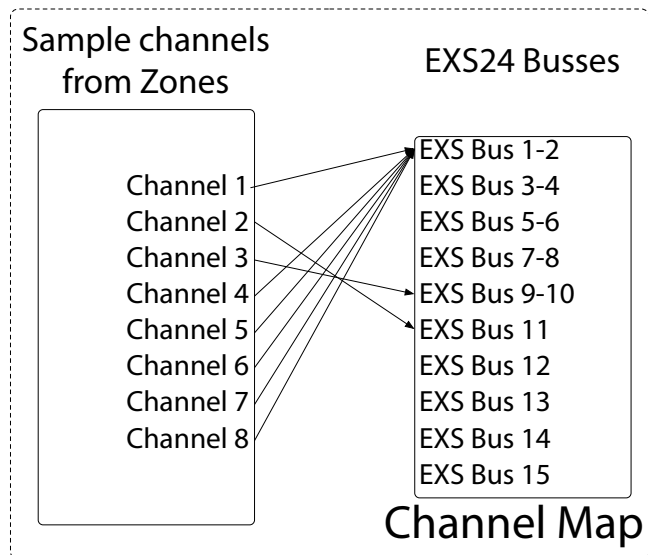 Sample channels
from Zones
Channel 1
Channel 2
Channel 3
Channel 4
Channel 5
Channel 6
Channel 7
Channel 8
EXS24 Busses
EXS Bus 1-2
EXS Bus 3-4
EXS Bus 5-6
EXS Bus 7-8
EXS Bus 9-10
EXS Bus 11
EXS Bus 12
EXS Bus 13
EXS Bus 14
EXS Bus 15
Channel Map